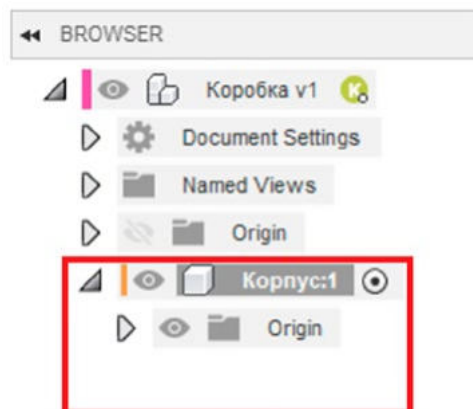 BROWSER
Коробка v1 K
Document Settings
Named Views
Origin
Корпус:1
Origin